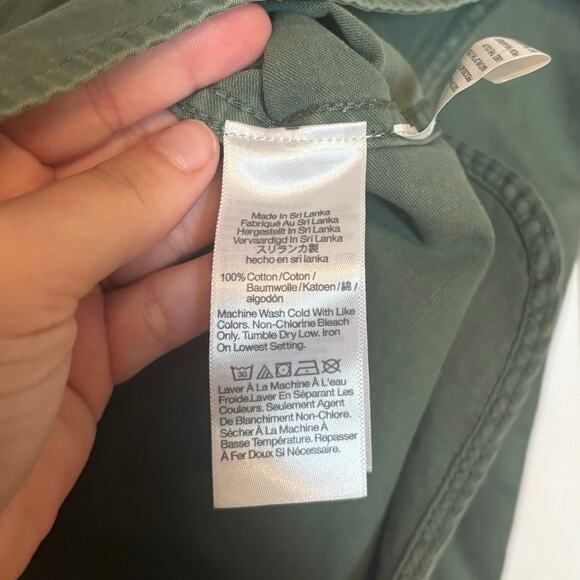 Made In Sri Lanka
Fabriqué Au Sri Lanka
Hergestellt In Sri Lanka
Vervaardigd In Sri Lanka
スリランカ製
hecho en sri lanka
100% Cotton/Coton/
Baumwolle/Katoen/綿/
algodón
Machine Wash Cold With Like
Colors. Non-Chlorine Bleach
Only. Tumble Dry Low. Iron
On Lowest Setting.
30
Laver À La Machine À L'eau
Froide.Laver En Séparant Les
Couleurs. Seulement Agent
De Blanchiment Non-Chlore.
Sécher À La Machine À
Basse Température. Repasser
À Fer Doux Si Nécessaire.